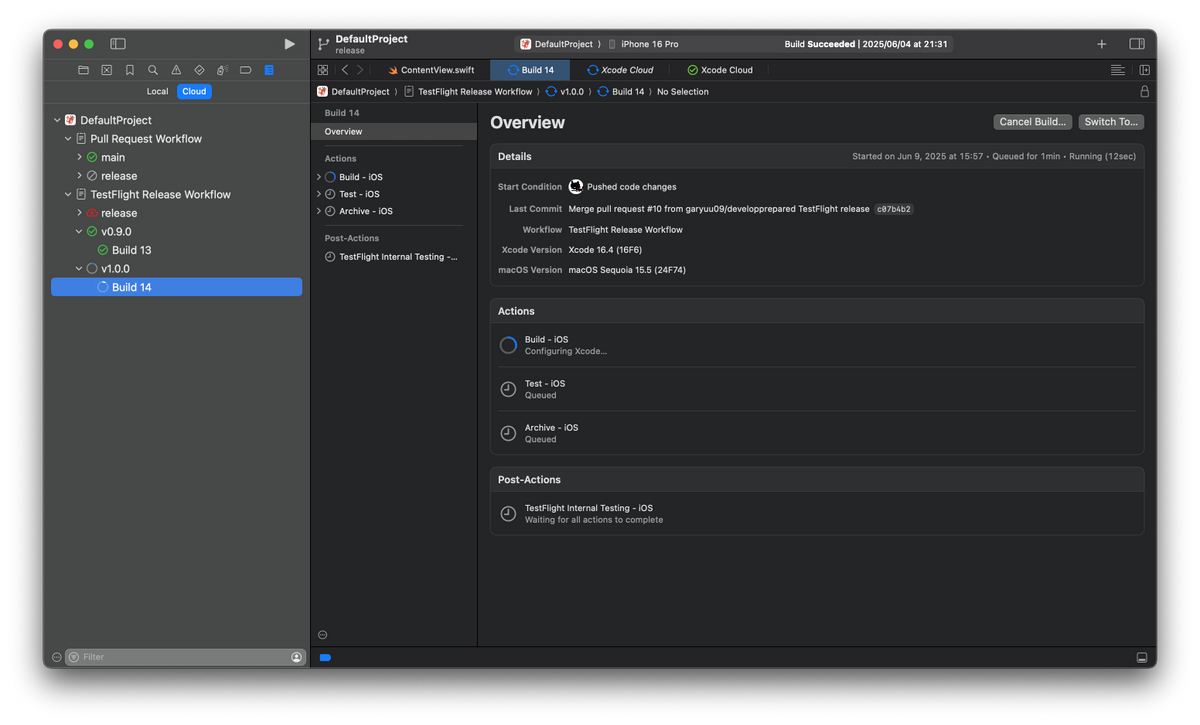 DefaultProject
release
DefaultProject
iPhone 16 Pro
Build Succeeded | 2025/06/04 at 21:31
ContentView.swift
Build 14
Xcode Cloud
Xcode Cloud
Local
Cloud
DefaultProject
TestFlight Release Workflow
v1.0.0
Build 14
No Selection
DefaultProject
Pull Request Workflow
main
release
TestFlight Release Workflow
release
v0.9.0
Build 13
v1.0.0
Build 14
Filter
Build 14
Overview
Actions
Build - iOS
Test - iOS
Archive - iOS
Post-Actions
TestFlight Internal Testing -...
Overview
Cancel Build...
Switch To...
Details
Started on Jun 9, 2025 at 15:57 • Queued for 1min • Running (12sec)
Start Condition Pushed code changes
Last Commit Merge pull request #10 from garyuu09/developprepared TestFlight release c07b4b2
Workflow TestFlight Release Workflow
Xcode Version Xcode 16.4 (16F6)
macOS Version macOS Sequoia 15.5 (24F74)
Actions
Build - iOS
Configuring Xcode...
Test - iOS
Queued
Archive - iOS
Queued
Post-Actions
TestFlight Internal Testing - iOS
Waiting for all actions to complete